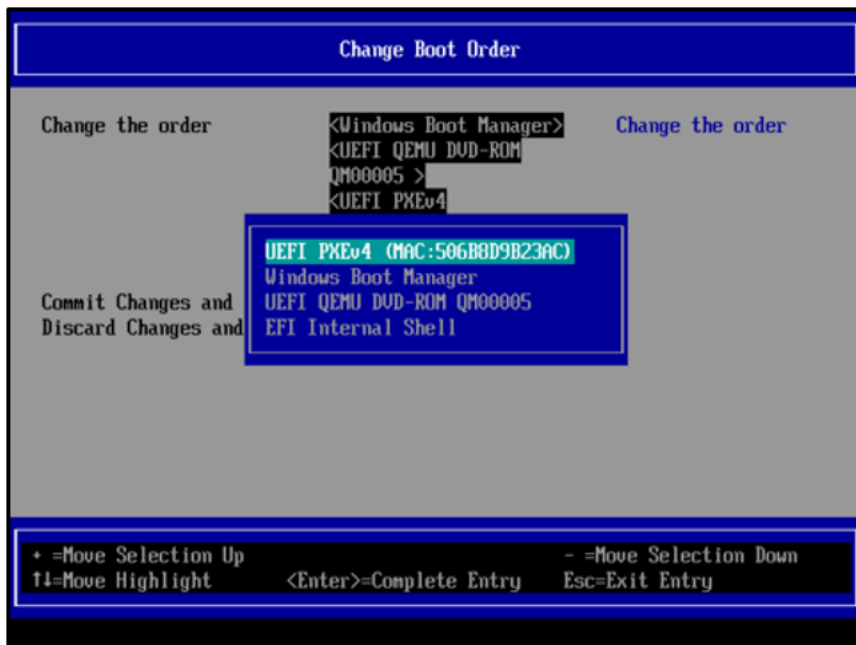 Change Boot Order
Change the order
<Windows Boot Manager>
Change the order
<UEFI QEMU DVD-ROM
QM00005 >
<UEFI PXEv4
UEFI PXEv4 (MAC:506B8D9B23AC)
Windows Boot Manager
UEFI QEMU DVD-ROM QM00005
EFI Internal Shell
Commit Changes and
Discard Changes and
+ =Move Selection Up
- =Move Selection Down
↑↓=Move Highlight
<Enter>=Complete Entry
Esc=Exit Entry